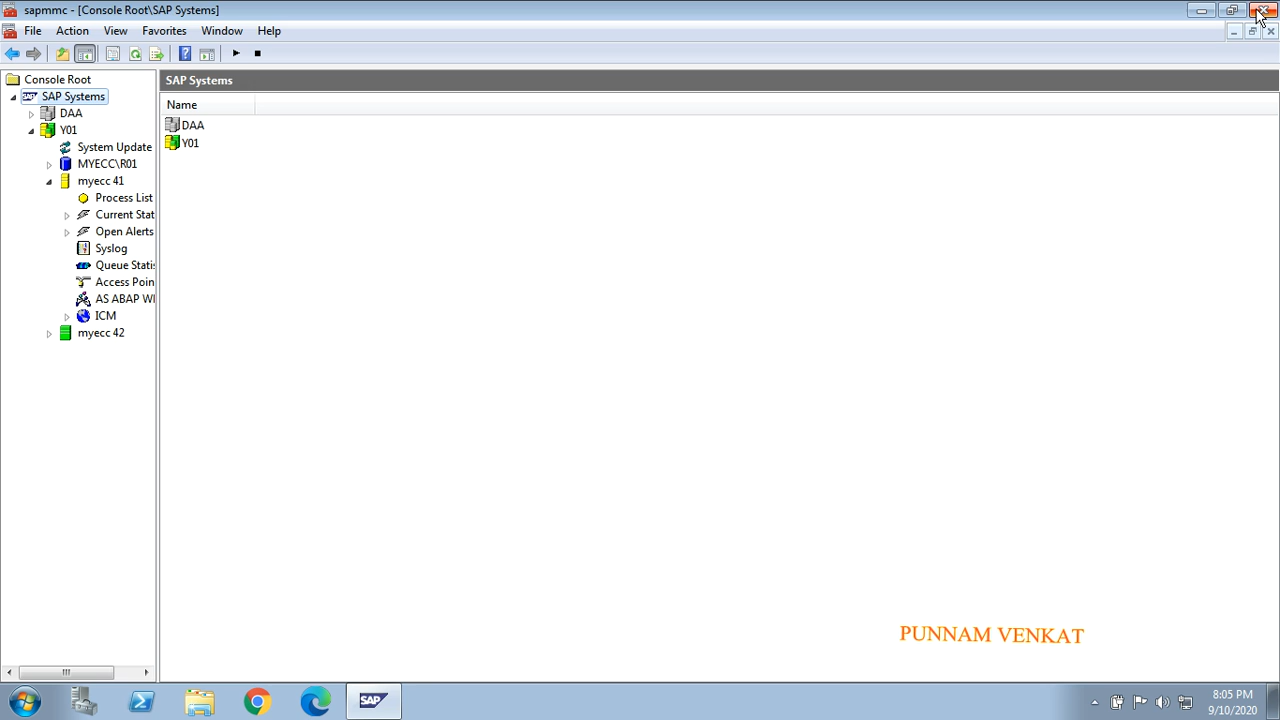 sapmmc - [Console Root\SAP Systems]
File Action View Favorites Window Help
Console Root
SAP Systems
DAA
Y01
System Update
MYECC\R01
myecc 41
Process List
Current Stat
Open Alerts
Syslog
Queue Statis
Access Poin
AS ABAP W
ICM
myecc 42
SAP Systems
Name
DAA
Y01
PUNNAM VENKAT
SAP
8:05 PM
9/10/2020